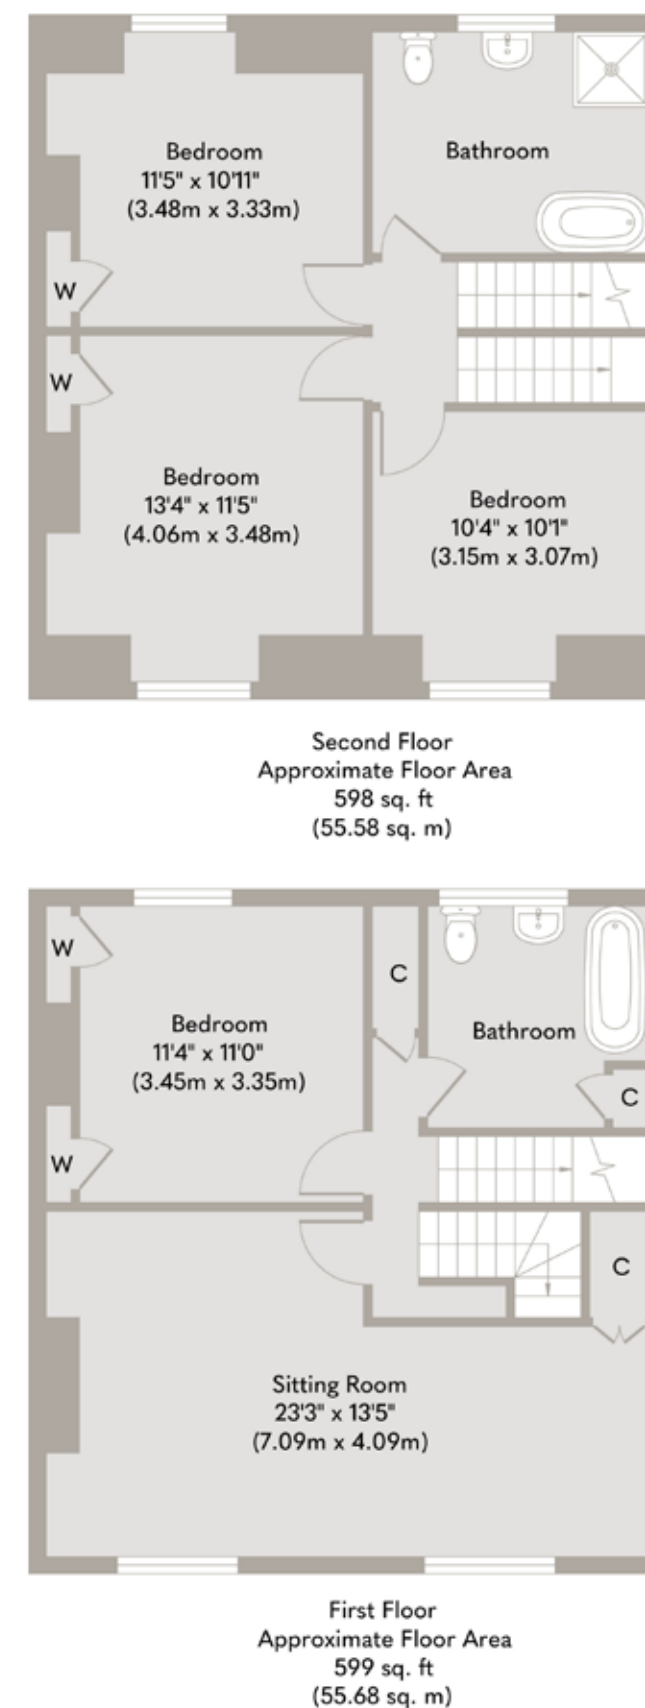 Bedroom
11'5" x 10'11"
(3.48m x 3.33m)
Bathroom
W
W
Bedroom
13'4" x 11'5"
(4.06m x 3.48m)
Bedroom
10'4" x 10'1"
(3.15m x 3.07m)
Second Floor
Approximate Floor Area
598 sq. ft
(55.58 sq. m)
W
C
Bedroom
11'4" x 11'0"
(3.45m x 3.35m)
Bathroom
C
W
C
Sitting Room
23'3" x 13'5"
(7.09m x 4.09m)
First Floor
Approximate Floor Area
599 sq. ft
(55.68 sq. m)